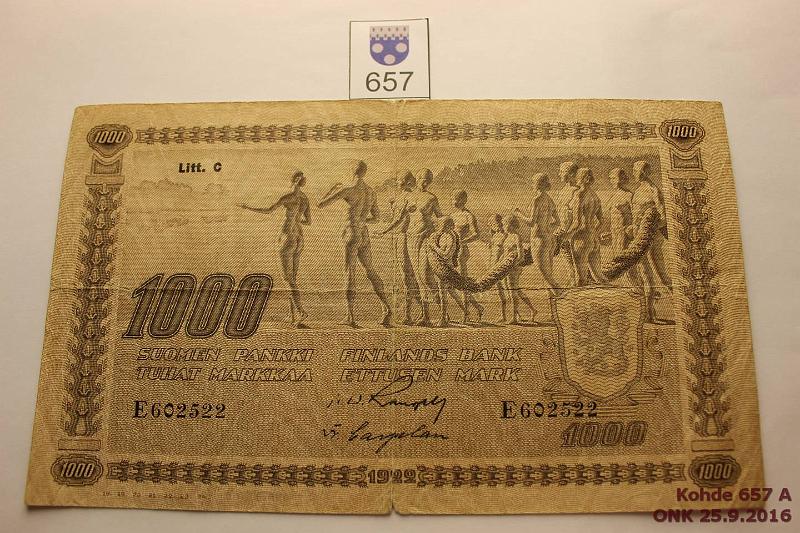 657
1000 1000
Litt. C
1000
SUOMEN PANKKI FINLANDS BANK
TUHAT MARKKAA ETTUSEN MARK
E602522 E602522
1000
1000 1922 1000
Kohde 657 A
ONK 25.9.2016